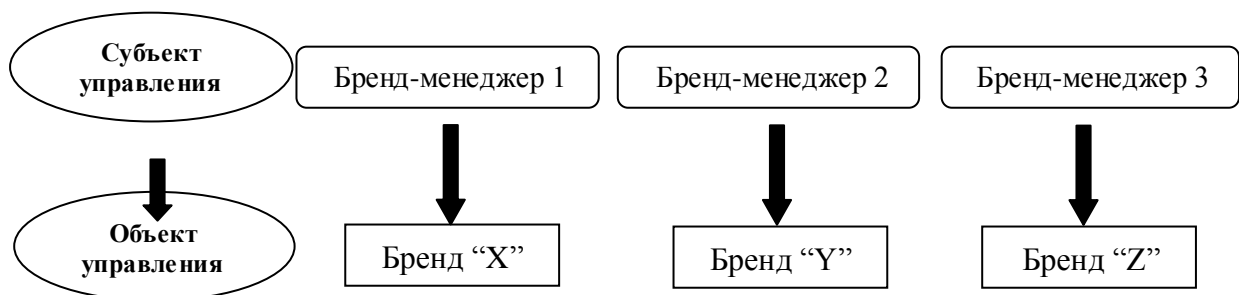 Субъект
управления
Бренд-менеджер 1
Бренд-менеджер 2
Бренд-менеджер 3
Объект
управления
Бренд “X”
Бренд “Y”
Бренд “Z”